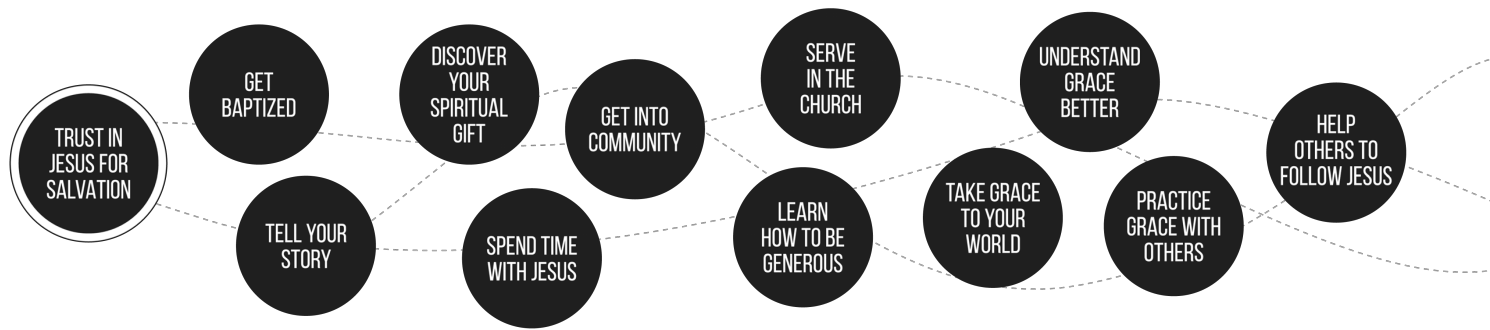 TRUST IN
JESUS FOR
SALVATION
GET
BAPTIZED
TELL YOUR
STORY
DISCOVER
YOUR
SPIRITUAL
GIFT
SPEND TIME
WITH JESUS
GET INTO
COMMUNITY
SERVE
IN THE
CHURCH
LEARN
HOW TO BE
GENEROUS
TAKE GRACE
TO YOUR
WORLD
UNDERSTAND
GRACE
BETTER
PRACTICE
GRACE WITH
OTHERS
HELP
OTHERS TO
FOLLOW JESUS